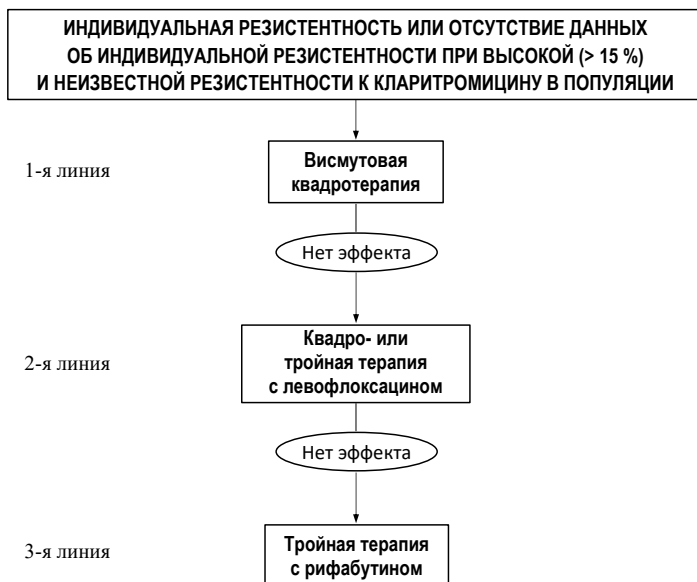 ИНДИВИДУАЛЬНАЯ РЕЗИСТЕНТНОСТЬ ИЛИ ОТСУТСТВИЕ ДАННЫХ
ОБ ИНДИВИДУАЛЬНОЙ РЕЗИСТЕНТНОСТИ ПРИ ВЫСОКОЙ (> 15 %)
И НЕИЗВЕСТНОЙ РЕЗИСТЕНТНОСТИ К КЛАРИТРОМИЦИНУ В ПОПУЛЯЦИИ
1-я линия
Висмутовая
квадротерапия
Нет эффекта
2-я линия
Квадро- или
тройная терапия
с левофлоксацином
Нет эффекта
3-я линия
Тройная терапия
с рифабутином